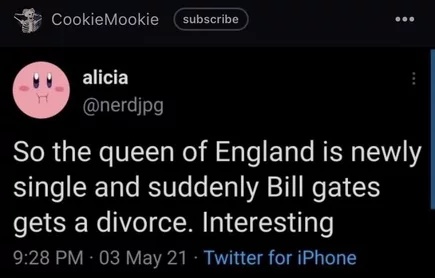 CookieMookie subscribe
alicia
@nerdjpg
So the queen of England is newly
single and suddenly Bill gates
gets a divorce. Interesting
9:28 PM · 03 May 21 · Twitter for iPhone